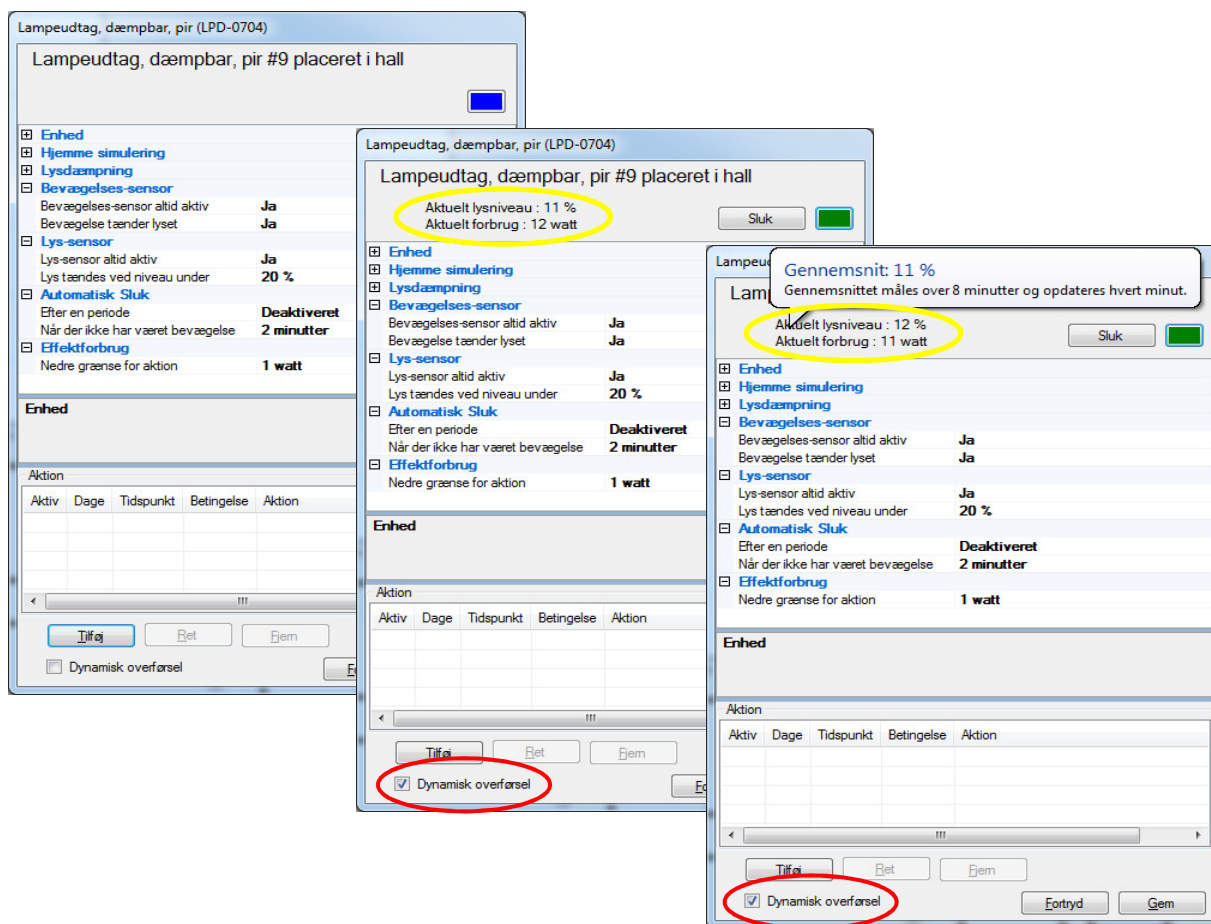 Lampeudtag, dæmpbar, pir (LPD-0704)
Lampeudtag, dæmpbar, pir #9 placeret i hall
Enhed
Hjemme simulering
Lysdæmpning
Bevægelses-sensor
Bevægelses-sensor altid aktiv Ja
Bevægelse tænder lyset Ja
Lys-sensor
Lys-sensor altid aktiv Ja
Lys tændes ved niveau under 20 %
Automatisk Sluk
Efter en periode Deaktiveret
Når der ikke har været bevægelse 2 minutter
Effektforbrug
Nedre grænse for aktion 1 watt
Enhed
Aktion
Aktiv Dage Tidspunkt Betingelse Aktion
Tilføj Ret Fjern
Dynamisk overførsel
Lampeudtag, dæmpbar, pir (LPD-0704)
Lampeudtag, dæmpbar, pir #9 placeret i hall
Aktuelt lysniveau : 11 %
Aktuelt forbrug : 12 watt
Sluk
Enhed
Hjemme simulering
Lysdæmpning
Bevægelses-sensor
Bevægelses-sensor altid aktiv Ja
Bevægelse tænder lyset Ja
Lys-sensor
Lys-sensor altid aktiv Ja
Lys tændes ved niveau under 20 %
Automatisk Sluk
Efter en periode Deaktiveret
Når der ikke har været bevægelse 2 minutter
Effektforbrug
Nedre grænse for aktion 1 watt
Enhed
Aktion
Aktiv Dage Tidspunkt Betingelse Aktion
Tilføj Ret Fjern
Dynamisk overførsel
Gennemsnit: 11 %
Gennemsnittet måles over 8 minutter og opdateres hvert minut.
Aktuelt lysniveau : 12 %
Aktuelt forbrug : 11 watt
Sluk
Enhed
Hjemme simulering
Lysdæmpning
Bevægelses-sensor
Bevægelses-sensor altid aktiv Ja
Bevægelse tænder lyset Ja
Lys-sensor
Lys-sensor altid aktiv Ja
Lys tændes ved niveau under 20 %
Automatisk Sluk
Efter en periode Deaktiveret
Når der ikke har været bevægelse 2 minutter
Effektforbrug
Nedre grænse for aktion 1 watt
Enhed
Aktion
Aktiv Dage Tidspunkt Betingelse Aktion
Tilføj Ret Fjern
Dynamisk overførsel Fortryd Gem